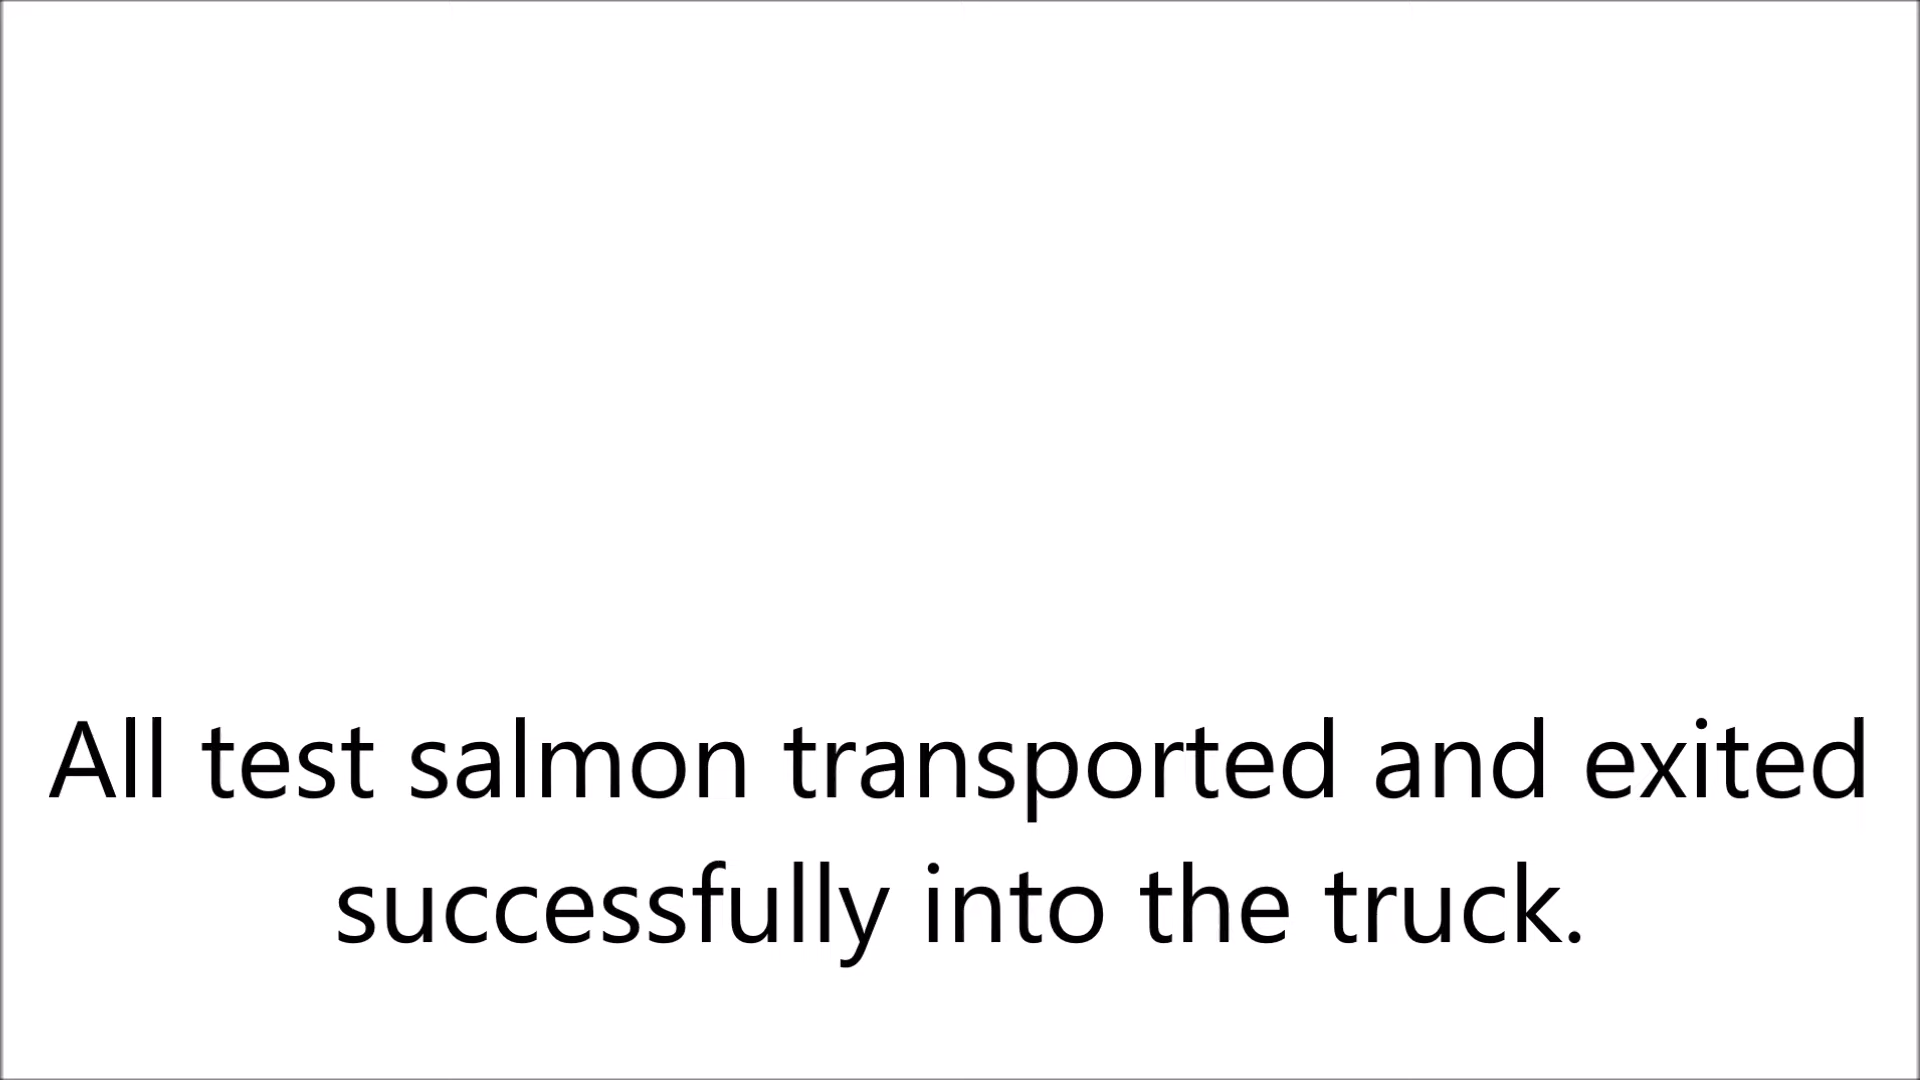 All test salmon transported and exited
successfully into the truck.